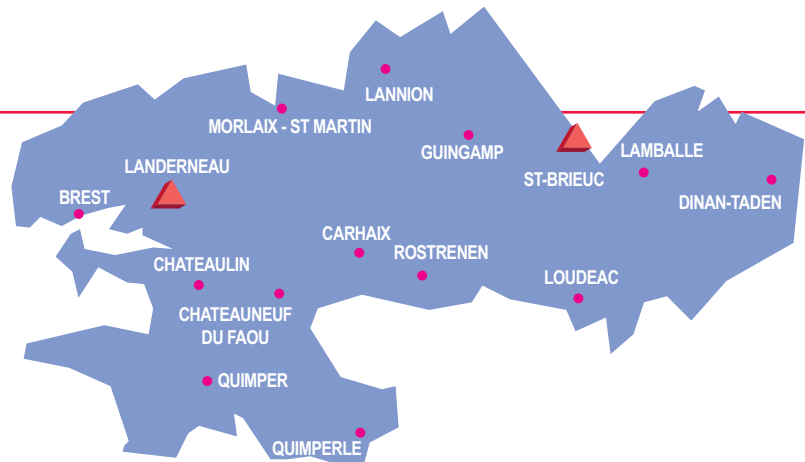 LANNION
MORLAIX - ST MARTIN
GUINGAMP
LAMBALLE
LANDERNEAU
ST-BRIEUC
BREST
DINAN-TADEN
CARHAIX
ROSTRENEN
CHATEAULIN
LOUDEAC
CHATEAUNEUF
DU FAOU
QUIMPER
QUIMPERLE